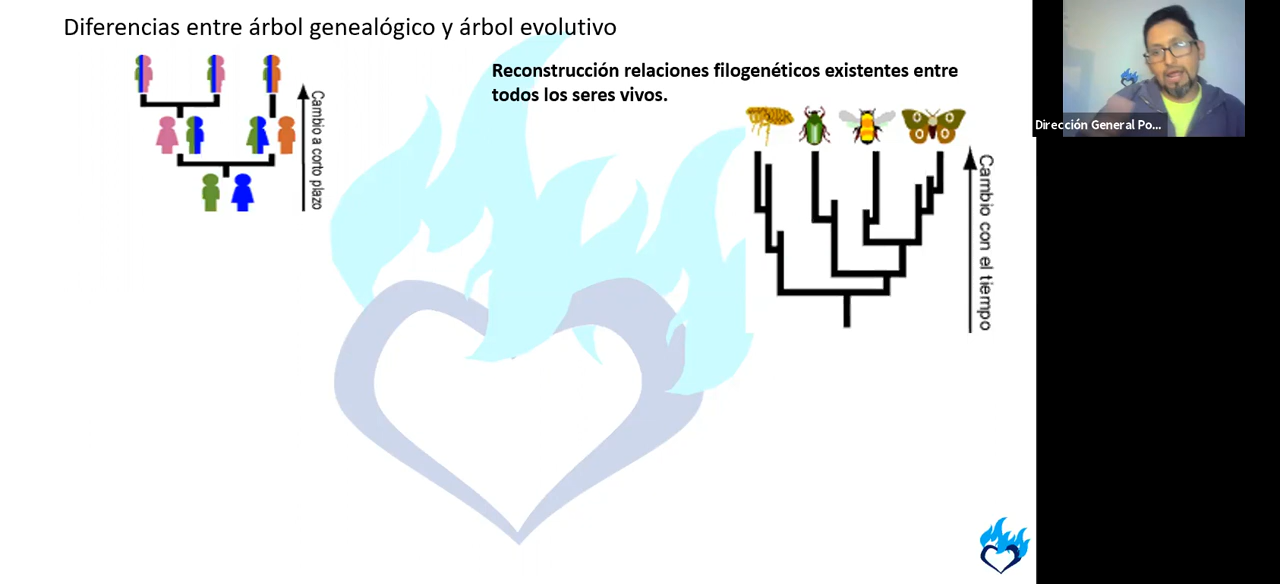 Diferencias entre árbol genealógico y árbol evolutivo
Cambio a corto plazo
Reconstrucción relaciones filogenéticos existentes entre
todos los seres vivos.
Cambio con el tiempo
Dirección General Po...